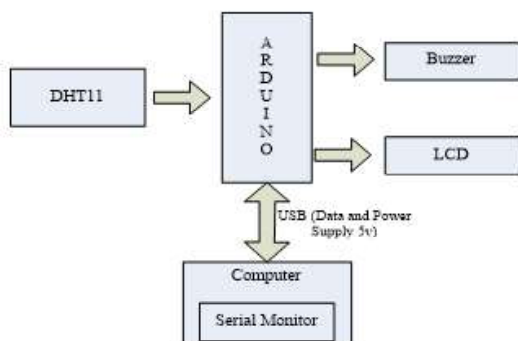 DHT11
A
R
D
U
I
N
O
Buzzer
LCD
USB (Data and Power
Supply 5v)
Computer
Serial Monitor